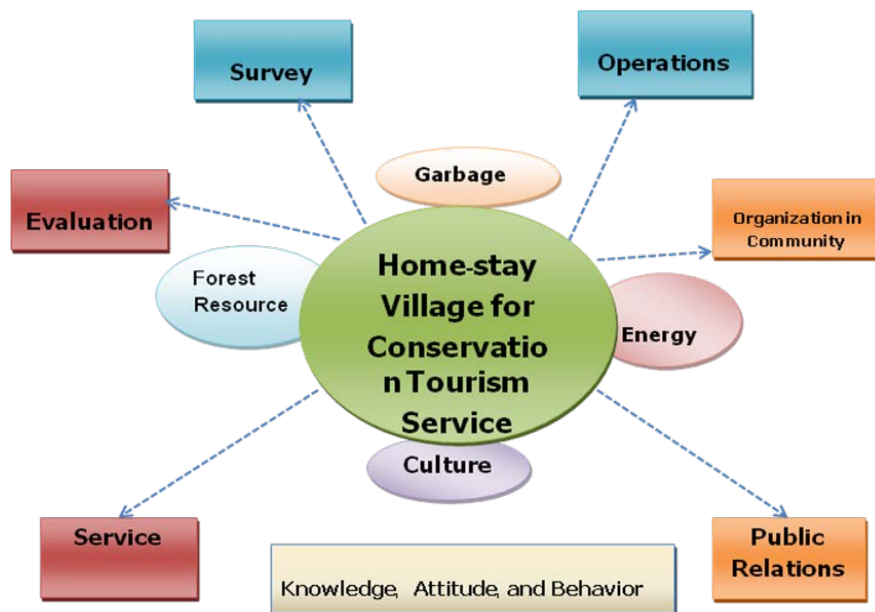 Survey
Operations
Garbage
Evaluation
Organization in
Community
Forest
Resource
Home-stay
Village for
Conservatio
n Tourism
Service
Energy
Culture
Service
Public
Relations
Knowledge, Attitude, and Behavior